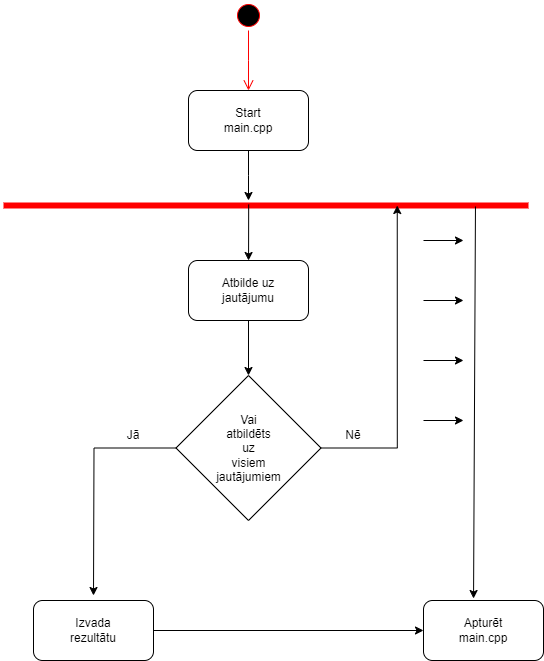 Start
main.cpp
Atbilde uz
jautājumu
Vai
atbildēts
uz
visiem
jautājumiem
Jā
Nē
Izvada
rezultātu
Apturēt
main.cpp